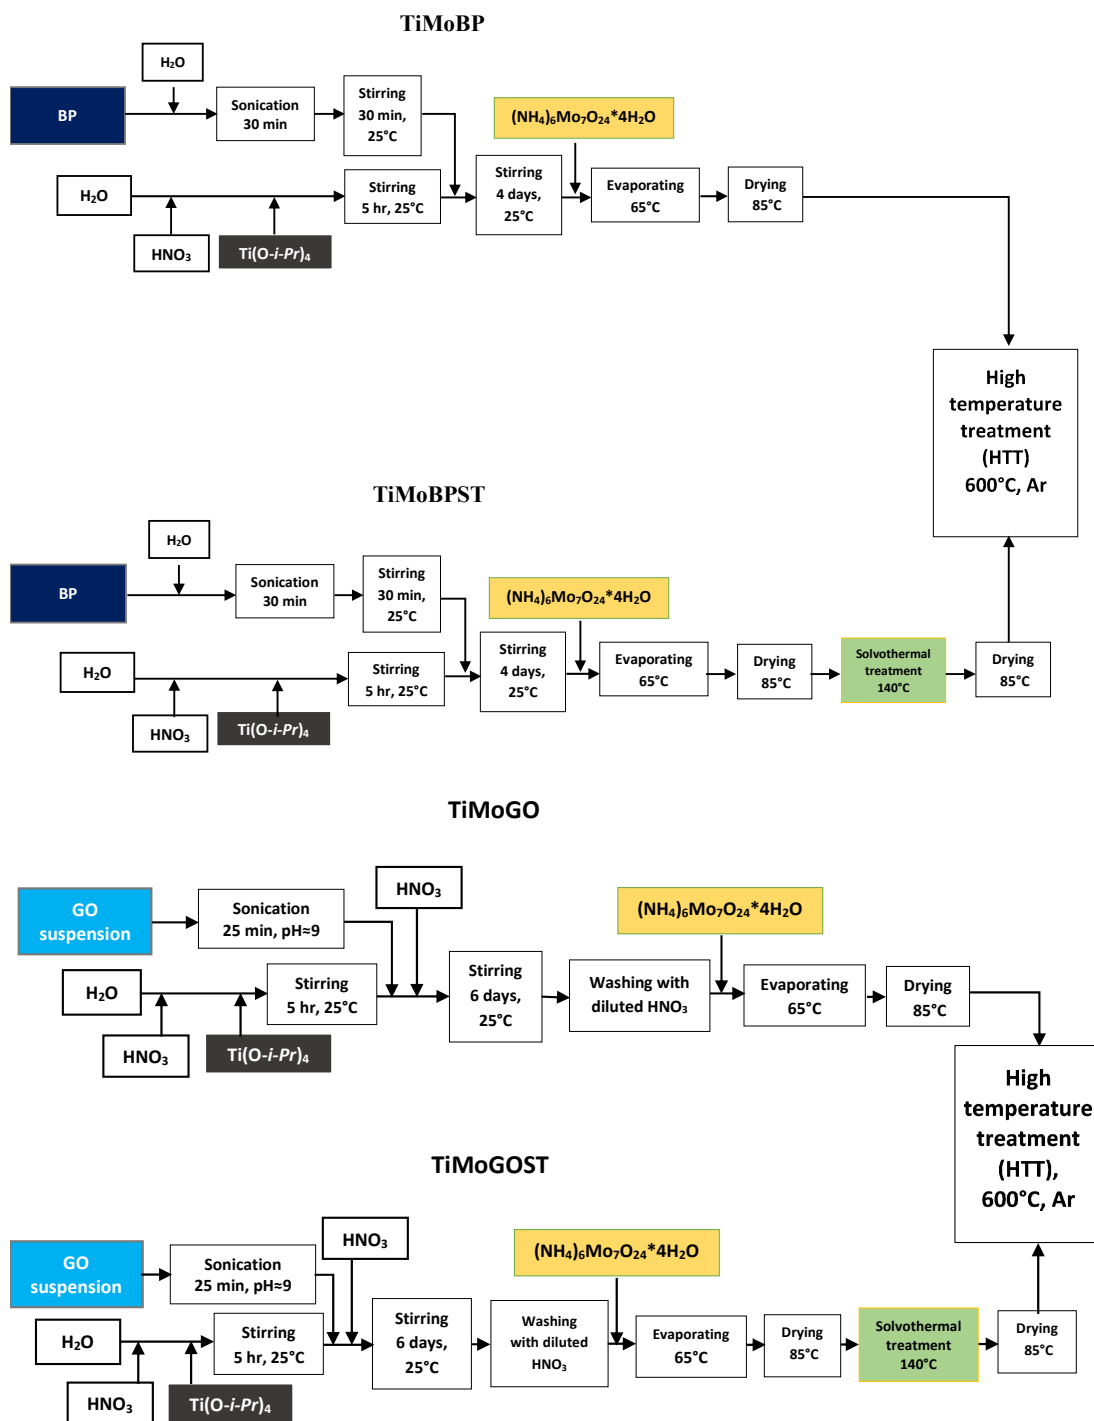 TiMoBP
H₂O
BP
Sonication
30 min
Stirring
30 min,
25°C
(NH₄)₆Mo₇O₂₄*4H₂O
H₂O
HNO₃
Ti(O-i-Pr)₄
Stirring
5 hr, 25°C
Stirring
4 days,
25°C
Evaporating
65°C
Drying
85°C
High
temperature
treatment
(HTT)
600°C, Ar
TiMoBPST
H₂O
BP
Sonication
30 min
Stirring
30 min,
25°C
(NH₄)₆Mo₇O₂₄*4H₂O
H₂O
HNO₃
Ti(O-i-Pr)₄
Stirring
5 hr, 25°C
Stirring
4 days,
25°C
Evaporating
65°C
Drying
85°C
Solvothermal
treatment
140°C
Drying
85°C
TiMoGO
GO
suspension
Sonication
25 min, pH≈9
HNO₃
(NH₄)₆Mo₇O₂₄*4H₂O
H₂O
HNO₃
Ti(O-i-Pr)₄
Stirring
5 hr, 25°C
Stirring
6 days,
25°C
Washing with
diluted HNO₃
Evaporating
65°C
Drying
85°C
High
temperature
treatment
(HTT),
600°C, Ar
TiMoGOST
GO
suspension
Sonication
25 min, pH≈9
HNO₃
(NH₄)₆Mo₇O₂₄*4H₂O
H₂O
HNO₃
Ti(O-i-Pr)₄
Stirring
5 hr, 25°C
Stirring
6 days,
25°C
Washing
with diluted
HNO₃
Evaporating
65°C
Drying
85°C
Solvothermal
treatment
140°C
Drying
85°C